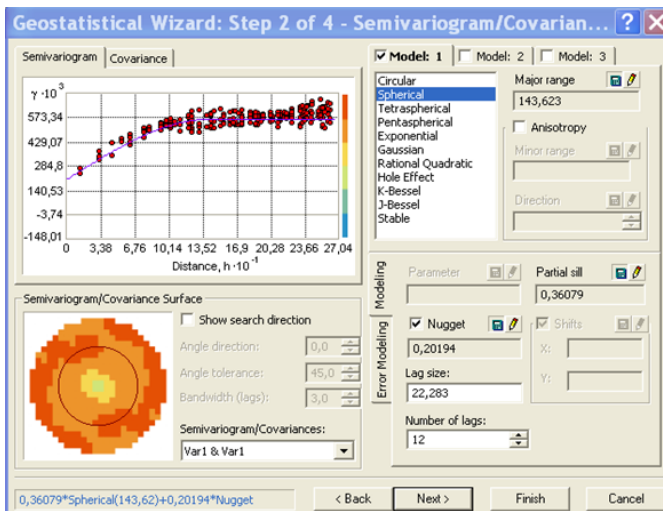 Geostatistical Wizard: Step 2 of 4 - Semivariogram/Covarian... ? X
Semivariogram Covariance
γ·10³
573,34
429,07
284,8
140,53
-3,74
-148,01
0 3,38 6,76 10,14 13,52 16,9 20,28 23,66 27,04
Distance, h·10⁻¹
Model: 1 Model: 2 Model: 3
Circular
Spherical
Tetraspherical
Pentaspherical
Exponential
Gaussian
Rational Quadratic
Hole Effect
K-Bessel
J-Bessel
Stable
Major range
143,623
Anisotropy
Minor range
Direction
Semivariogram/Covariance Surface
Show search direction
Angle direction: 0,0
Angle tolerance: 45,0
Bandwidth (lags): 3,0
Semivariogram/Covariances:
Var1 & Var1
Modeling
Error Modeling
Parameter
Partial sill
0,36079
Nugget
0,20194
Shifts
X:
Y:
Lag size:
22,283
Number of lags:
12
0,36079*Spherical(143,62)+0,20194*Nugget
< Back Next > Finish Cancel